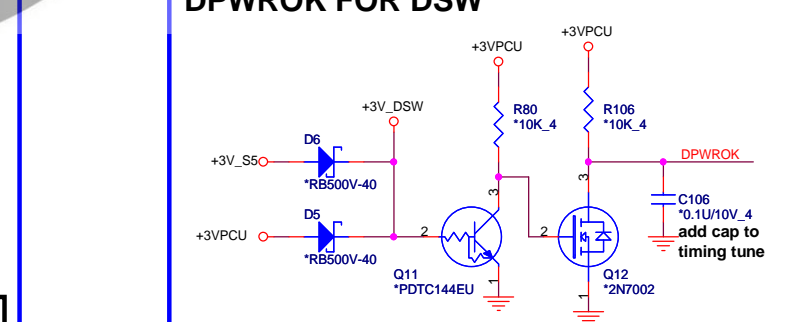 DPWROK FOR DSW
+3VPCU
+3VPCU
+3V_DSW
R80
*10K_4
R106
*10K_4
D6
+3V_S5
*RB500V-40
DPWROK
3
3
C106
*0.1U/10V_4
add cap to
timing tune
D5
+3VPCU
*RB500V-40
2
2
Q11
*PDTC144EU
1
Q12
*2N7002
1